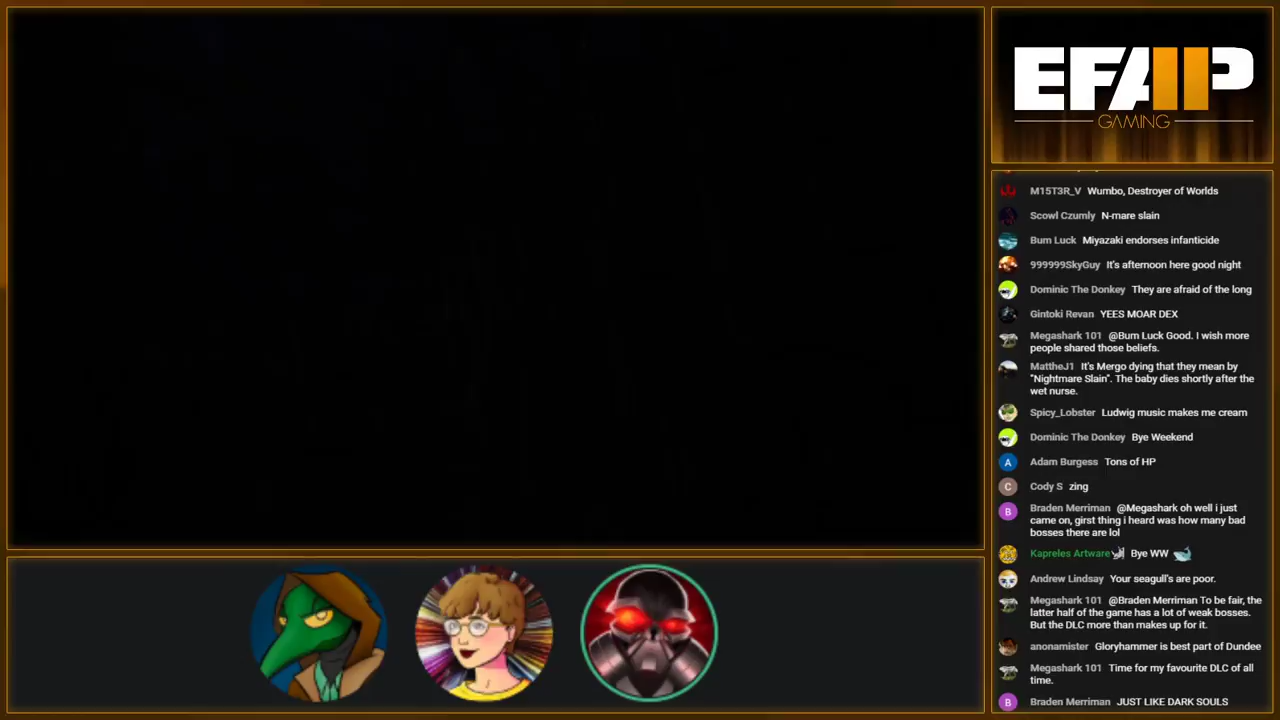 EFAP
GAMING
M15T3R_V Wumbo, Destroyer of Worlds
Scowl Czumly N-mare slain
Bum Luck Miyazaki endorses infanticide
999999SkyGuy It's afternoon here good night
Dominic The Donkey They are afraid of the long
Gintoki Revan YEES MOAR DEX
Megashark 101 @Bum Luck Good. I wish more
people shared those beliefs.
MattheJ1 It's Mergo dying that they mean by
"Nightmare Slain". The baby dies shortly after the
wet nurse.
Spicy_Lobster Ludwig music makes me cream
Dominic The Donkey Bye Weekend
A Adam Burgess Tons of HP
C Cody S zing
B Braden Merriman @Megashark oh well i just
came on, girst thing i heard was how many bad
bosses there are lol
Kapreles Artware Bye WW
Andrew Lindsay Your seagull's are poor.
Megashark 101 @Braden Merriman To be fair, the
latter half of the game has a lot of weak bosses.
But the DLC more than makes up for it.
anonamister Gloryhammer is best part of Dundee
Megashark 101 Time for my favourite DLC of all
time.
B Braden Merriman JUST LIKE DARK SOULS